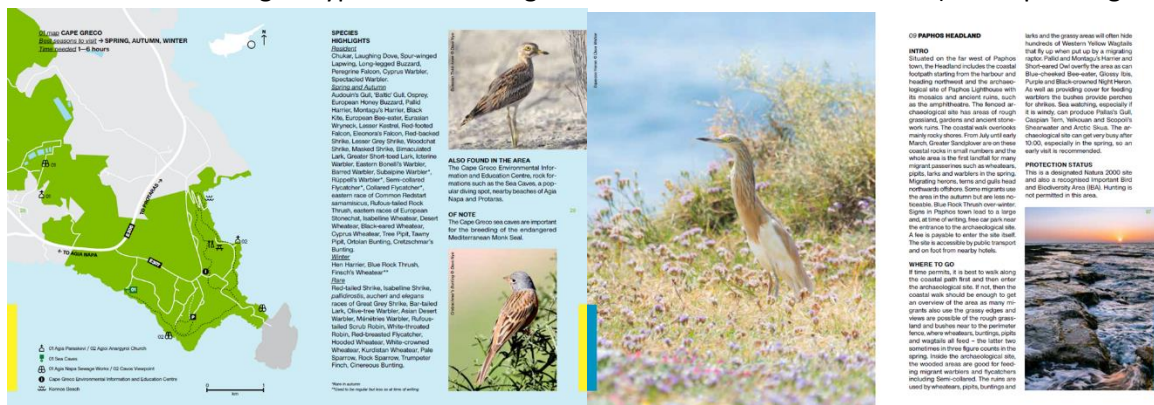 01 map CAPE GRECO
Best seasons to visit → SPRING, AUTUMN, WINTER
Time needed 1—6 hours
N
TO PROTARAS →
← TO AGIA NAPA
E306
01 Agia Paraskevi / 02 Agioi Anargyroi Church
01 Sea Caves
01 Agia Napa Sewage Works / 02 Cavo Viewpoint
Cape Greco Environmental Information and Education Centre
Konnos Beach
0 1
km
SPECIES
HIGHLIGHTS
Resident
Chukar, Laughing Dove, Spur-winged
Lapwing, Long-legged Buzzard,
Peregrine Falcon, Cyprus Warbler,
Spectacled Warbler.
Spring and Autumn
Audouin's Gull, 'Baltic' Gull, Osprey,
European Honey Buzzard, Pallid
Harrier, Montagu's Harrier, Black
Kite, European Bee-eater, Eurasian
Wryneck, Lesser Kestrel, Red-footed
Falcon, Eleonora's Falcon, Red-backed
Shrike, Lesser Grey Shrike, Woodchat
Shrike, Masked Shrike, Bimaculated
Lark, Greater Short-toed Lark, Icterine
Warbler, Eastern Bonelli's Warbler,
Barred Warbler, Subalpine Warbler*,
Rüppell's Warbler*, Semi-collared
Flycatcher*, Collared Flycatcher*,
eastern race of Common Redstart
samamisicus, Rufous-tailed Rock
Thrush, eastern races of European
Stonechat, Isabelline Wheatear, Desert
Wheatear, Black-eared Wheatear,
Cyprus Wheatear, Tree Pipit, Tawny
Pipit, Ortolan Bunting, Cretzschmar's
Bunting.
Winter
Hen Harrier, Blue Rock Thrush,
Finsch's Wheatear**
Rare
Red-tailed Shrike, Isabelline Shrike,
pallidirostris, aucheri and elegans
races of Great Grey Shrike, Bar-tailed
Lark, Olive-tree Warbler, Asian Desert
Warbler, Ménétries Warbler, Rufous-
tailed Scrub Robin, White-throated
Robin, Red-breasted Flycatcher,
Hooded Wheatear, White-crowned
Wheatear, Kurdistan Wheatear, Pale
Sparrow, Rock Sparrow, Trumpeter
Finch, Cinereous Bunting.
*Rare in autumn
**Used to be regular but less so at time of writing
ALSO FOUND IN THE AREA
The Cape Greco Environmental Infor-
mation and Education Centre, rock for-
mations such as the Sea Caves, a pop-
ular diving spot, nearby beaches of Agia
Napa and Protaras.
OF NOTE
The Cape Greco sea caves are important
for the breeding of the endangered
Mediterranean Monk Seal.
09 PAPHOS HEADLAND
INTRO
Situated on the far west of Paphos
town, the Headland includes the coastal
footpath starting from the harbour and
heading northwest and the archaeo-
logical site of Paphos Lighthouse with
its mosaics and ancient ruins, such
as the amphitheatre. The fenced ar-
chaeological site has areas of rough
grassland, gardens and ancient stone-
work ruins. The coastal walk overlooks
mainly rocky shores. From July until early
March, Greater Sandplover are on these
coastal rocks in small numbers and the
whole area is the first landfall for many
migrant passerines such as wheatears,
pipits, larks and warblers in the spring.
Migrating herons, terns and gulls head
northwards offshore. Some migrants use
the area in the autumn but are less no-
ticeable. Blue Rock Thrush over-winter.
Signs in Paphos town lead to a large
and, at time of writing, free car park near
the entrance to the archaeological site.
A fee is payable to enter the site itself.
The site is accessible by public transport
and on foot from nearby hotels.
WHERE TO GO
If time permits, it is best to walk along
the coastal path first and then enter
the archaeological site. If not, then the
coastal walk should be enough to get
an overview of the area as many mi-
grants also use the grassy edges and
views are possible of the rough grass-
land and bushes near to the perimeter
fence, where wheatears, buntings, pipits
and wagtails all feed – the latter two
sometimes in three figure counts in the
spring. Inside the archaeological site,
the wooded areas are good for feed-
ing migrant warblers and flycatchers
including Semi-collared. The ruins are
used by wheatears, pipits, buntings and
larks and the grassy areas will often hide
hundreds of Western Yellow Wagtails
that fly up when put up by a migrating
raptor. Pallid and Montagu's Harrier and
Short-eared Owl overfly the area as can
Blue-cheeked Bee-eater, Glossy Ibis,
Purple and Black-crowned Night Heron.
As well as providing cover for feeding
warblers the bushes provide perches
for shrikes. Sea watching, especially if
it is windy, can produce Pallas's Gull,
Caspian Tern, Yelkouan and Scopoli's
Shearwater and Arctic Skua. The ar-
chaeological site can get very busy after
10:00, especially in the spring, so an
early visit is recommended.
PROTECTION STATUS
This is a designated Natura 2000 site
and also a recognised Important Bird
and Biodiversity Area (IBA). Hunting is
not permitted in this area.